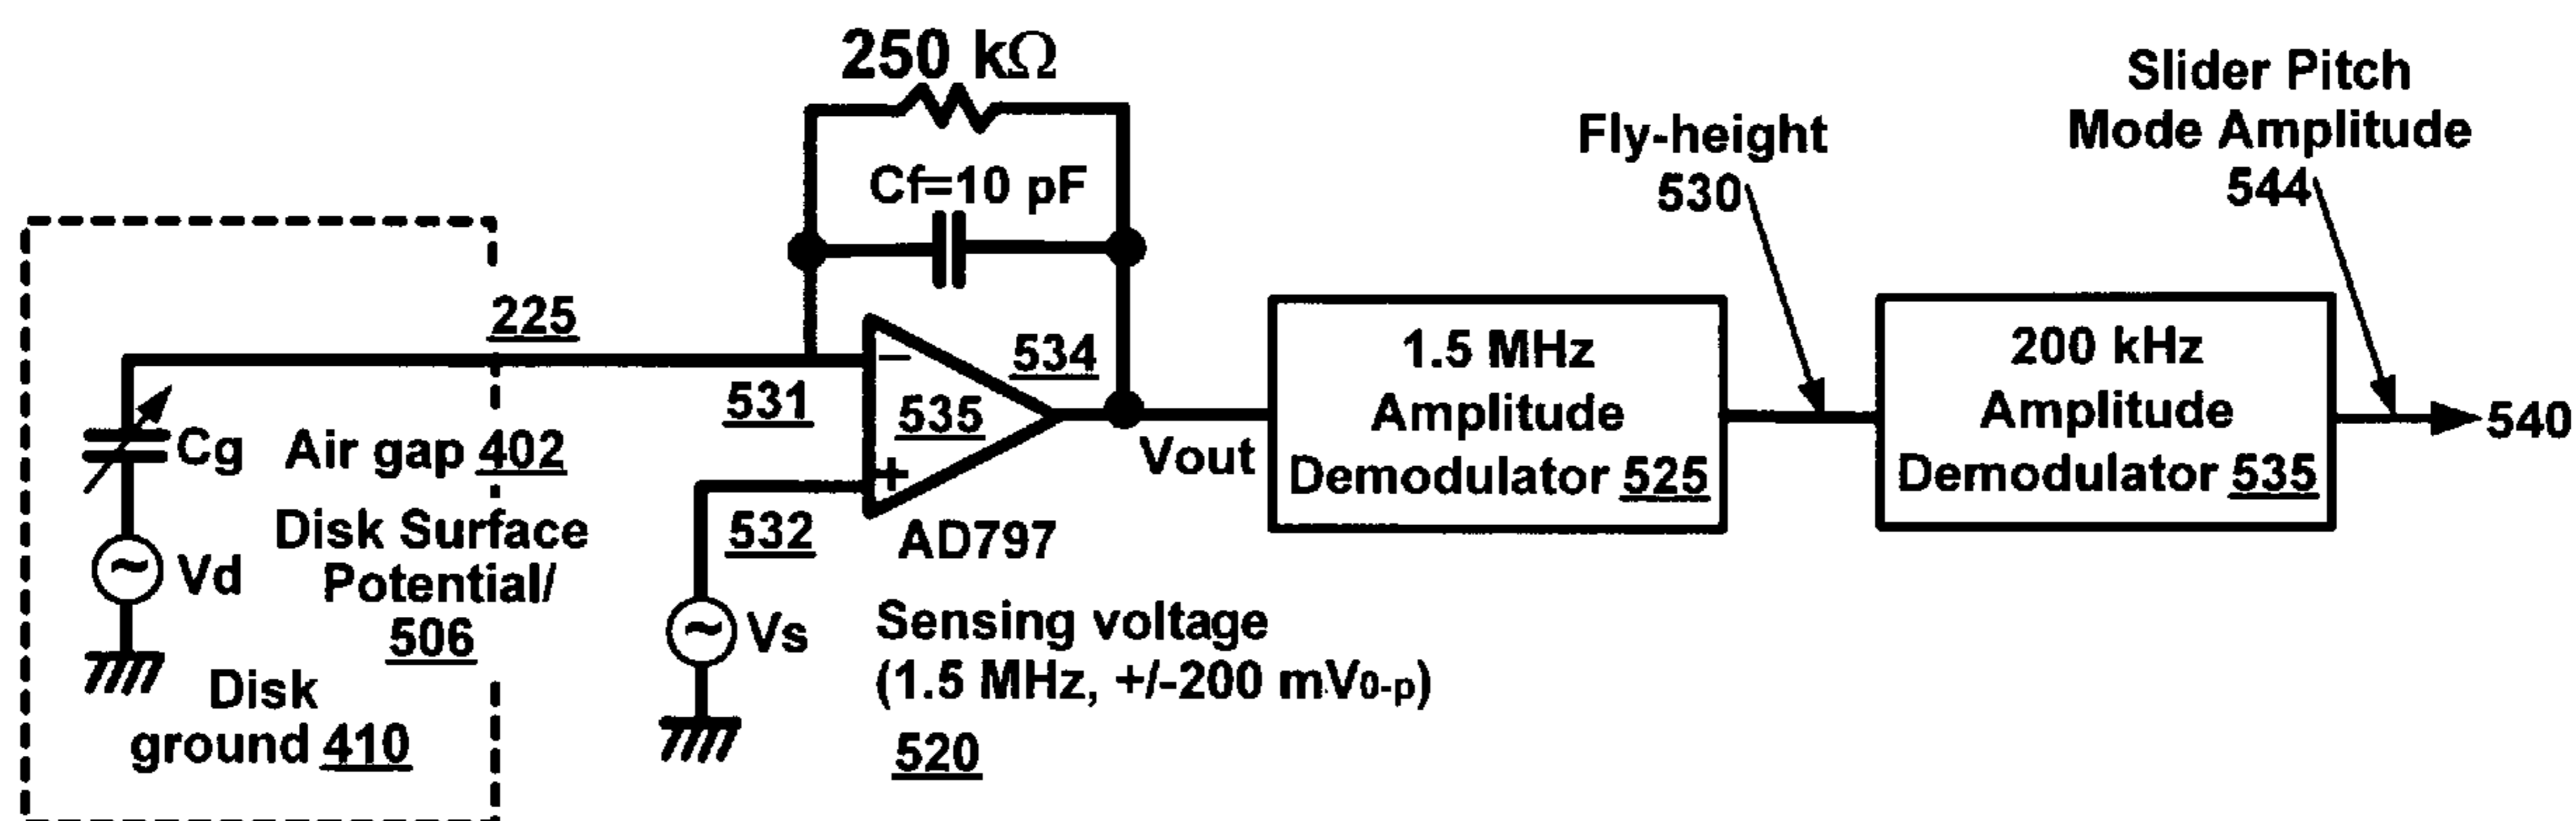 250 kΩ
Cf=10 pF
Slider Pitch
Mode Amplitude
544
Fly-height
530
225
531
534
535
−
+
532
AD797
Vout
Cg
Air gap 402
Disk Surface
Potential/
506
~
Vd
Disk
ground 410
~
Vs
Sensing voltage
(1.5 MHz, +/-200 mV0-p)
520
1.5 MHz
Amplitude
Demodulator 525
200 kHz
Amplitude
Demodulator 535
540